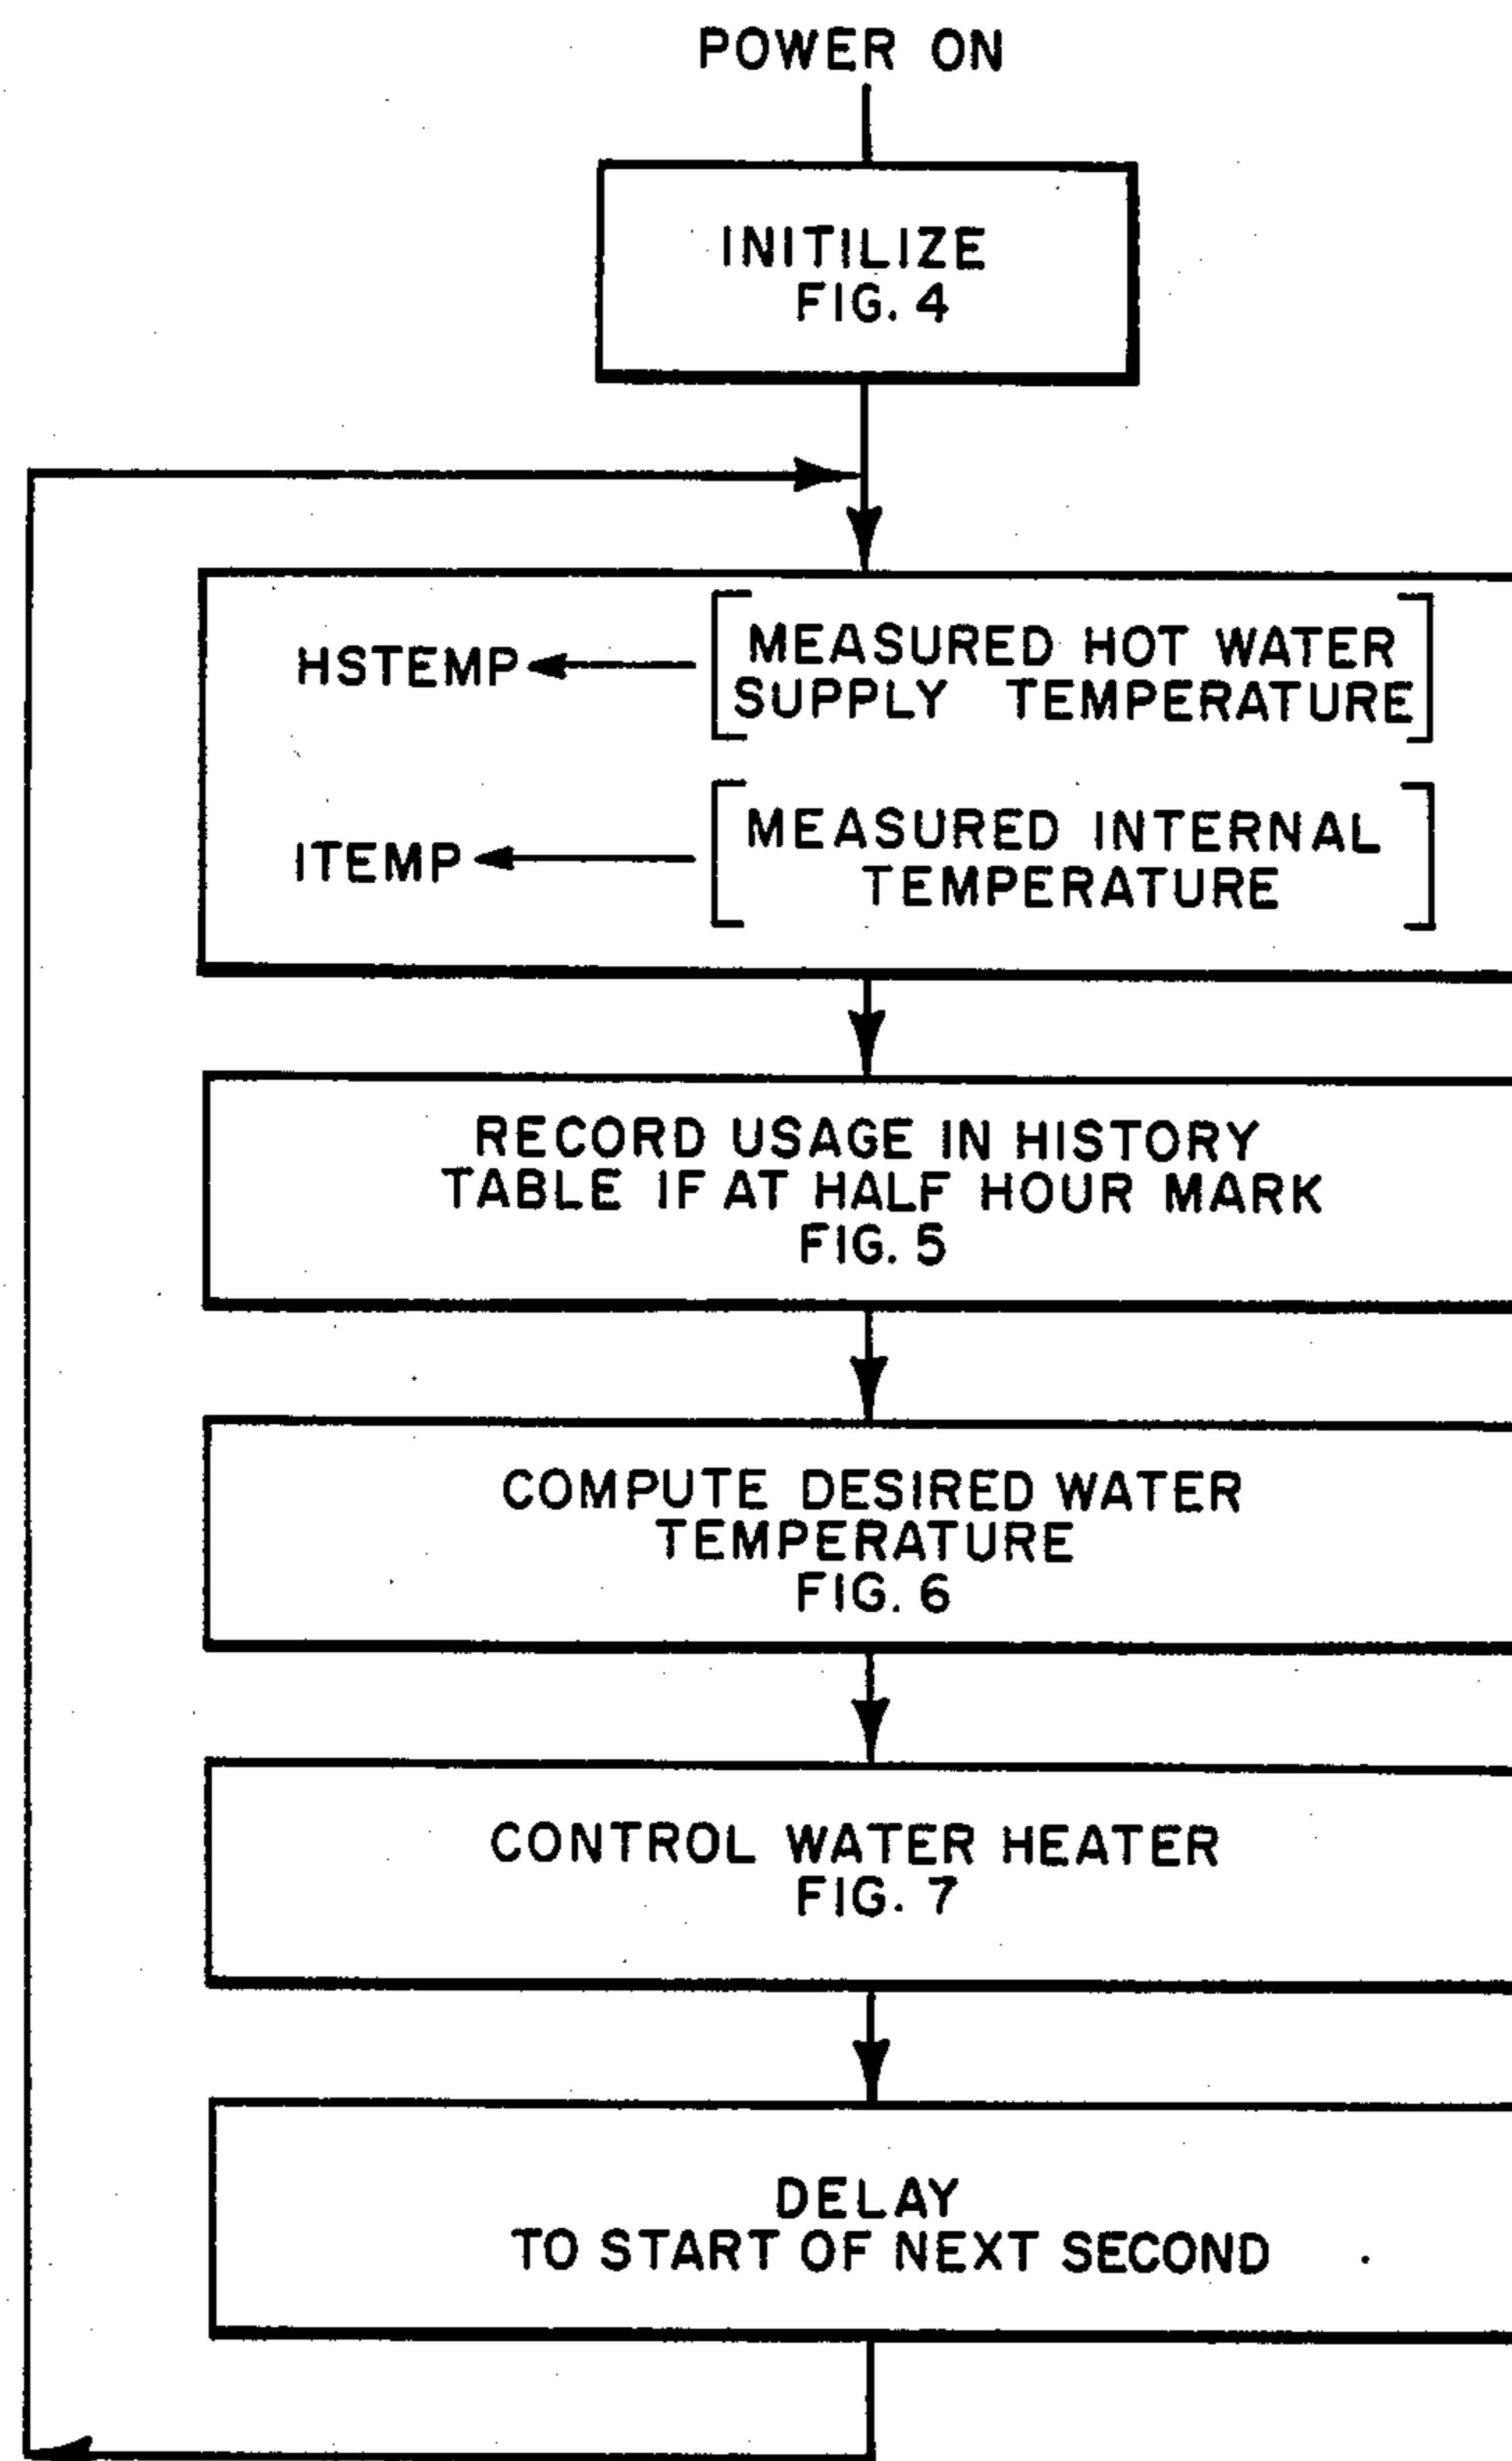 POWER ON
INITILIZE
FIG. 4
HSTEMP
MEASURED HOT WATER
SUPPLY TEMPERATURE
ITEMP
MEASURED INTERNAL
TEMPERATURE
RECORD USAGE IN HISTORY
TABLE IF AT HALF HOUR MARK
FIG. 5
COMPUTE DESIRED WATER
TEMPERATURE
FIG. 6
CONTROL WATER HEATER
FIG. 7
DELAY
TO START OF NEXT SECOND